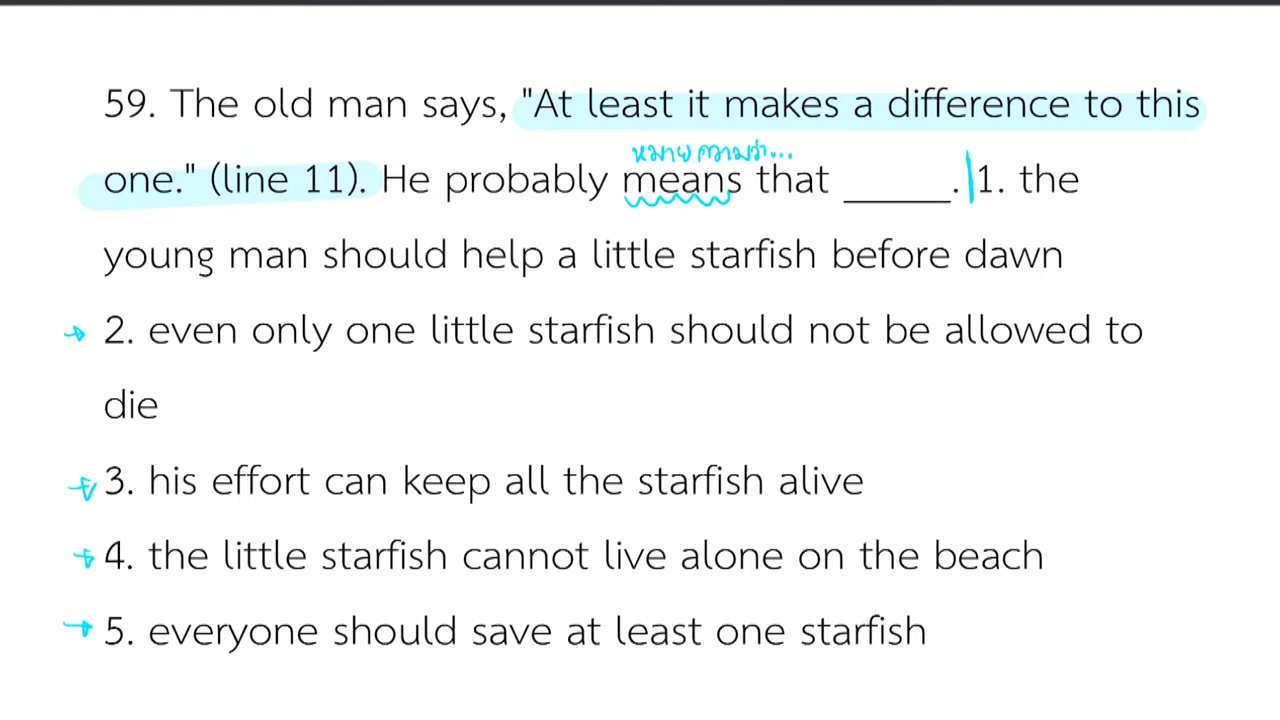 59. The old man says, "At least it makes a difference to this
หมายความว่า...
one." (line 11). He probably means that ______. 1. the
young man should help a little starfish before dawn
2. even only one little starfish should not be allowed to
die
3. his effort can keep all the starfish alive
4. the little starfish cannot live alone on the beach
5. everyone should save at least one starfish